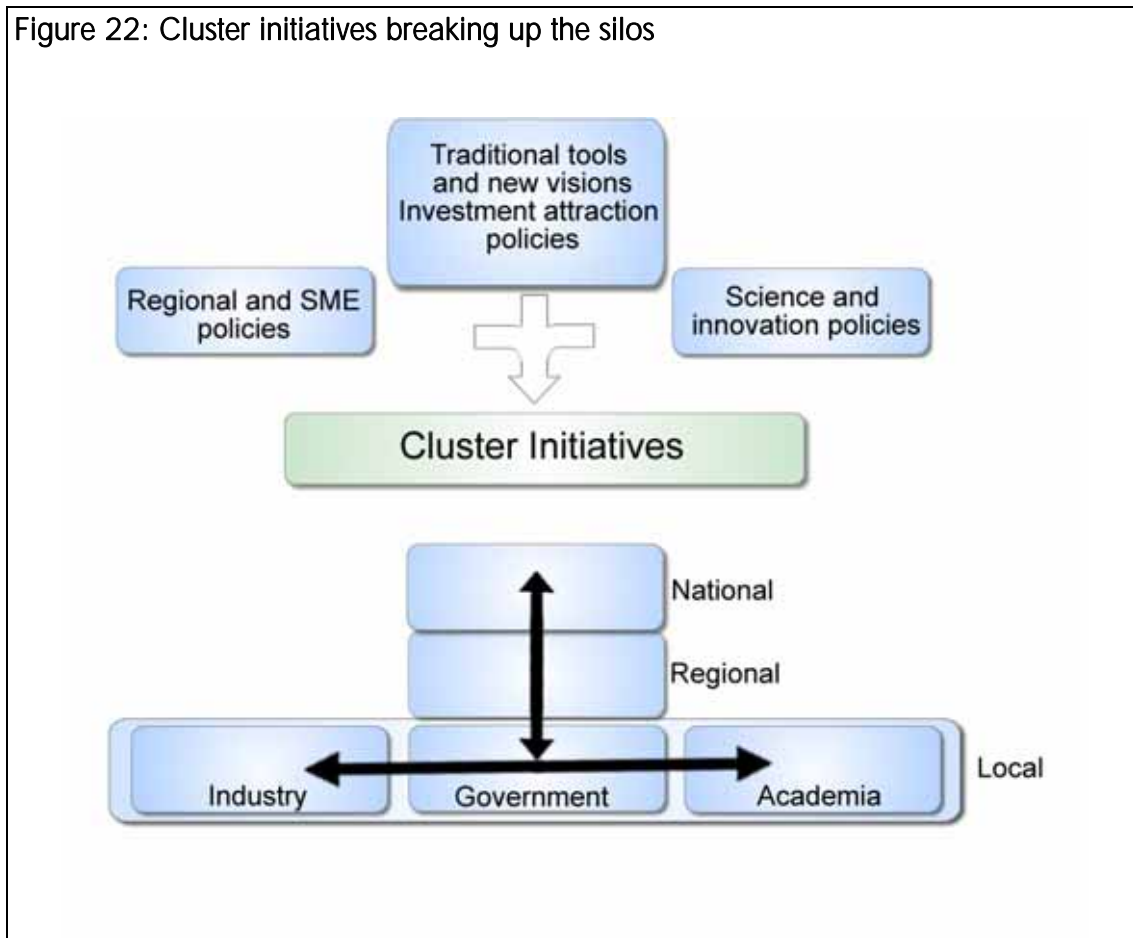 Figure 22: Cluster initiatives breaking up the silos
Traditional tools
and new visions
Investment attraction
policies
Regional and SME
policies
Science and
innovation policies
Cluster Initiatives
National
Regional
Local
Industry
Government
Academia